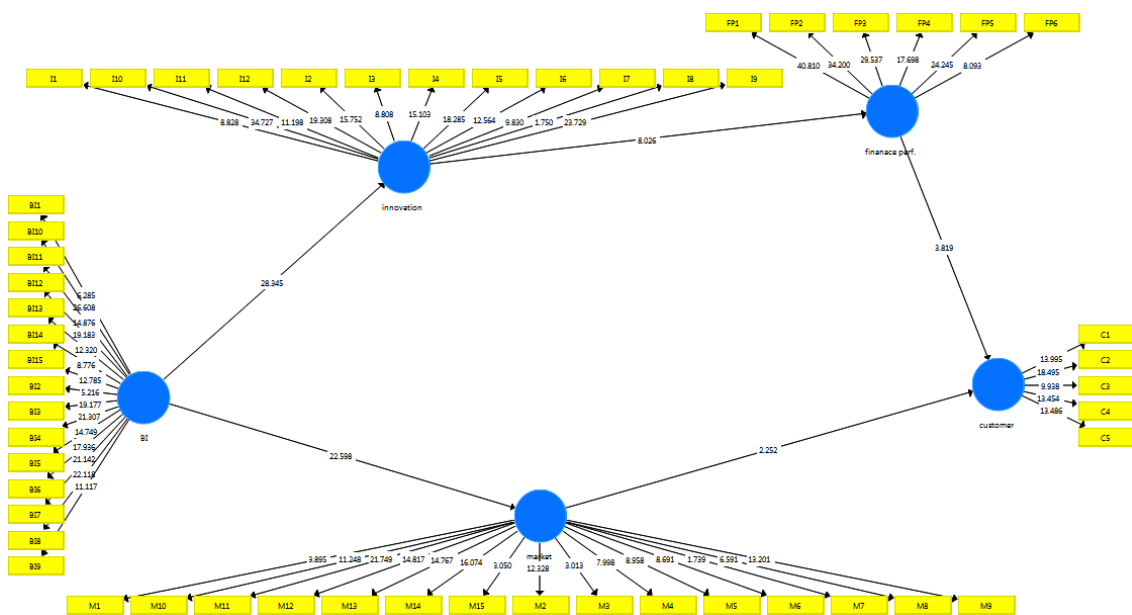 FP1 FP2 FP3 FP4 FP5 FP6
40.810 34.200 29.537 17.698 24.245 8.093
I1 I10 I11 I12 I2 I3 I4 I5 I6 I7 I8 I9
8.828 34.727 11.198 19.308 15.752 8.808 15.103 18.285 12.564 9.830 1.750 23.729
8.026
finanace perf.
innovation
BI1
BI10
BI11
BI12
BI13
BI14
BI15
BI2
BI3
BI4
BI5
BI6
BI7
BI8
BI9
26.608
14.876
19.183
12.320
8.776
12.785
5.216
19.177
21.307
14.749
17.936
21.142
11.117
BI
28.345
3.819
22.598
2.252
C1
C2
C3
C4
C5
13.995
18.495
9.938
13.454
13.486
customer
market
11.248 21.749 14.817 14.767 16.074 3.050 12.328 3.013 7.998 8.958 8.691 1.739 6.591 13.201
M1 M10 M11 M12 M13 M14 M15 M2 M3 M4 M5 M6 M7 M8 M9